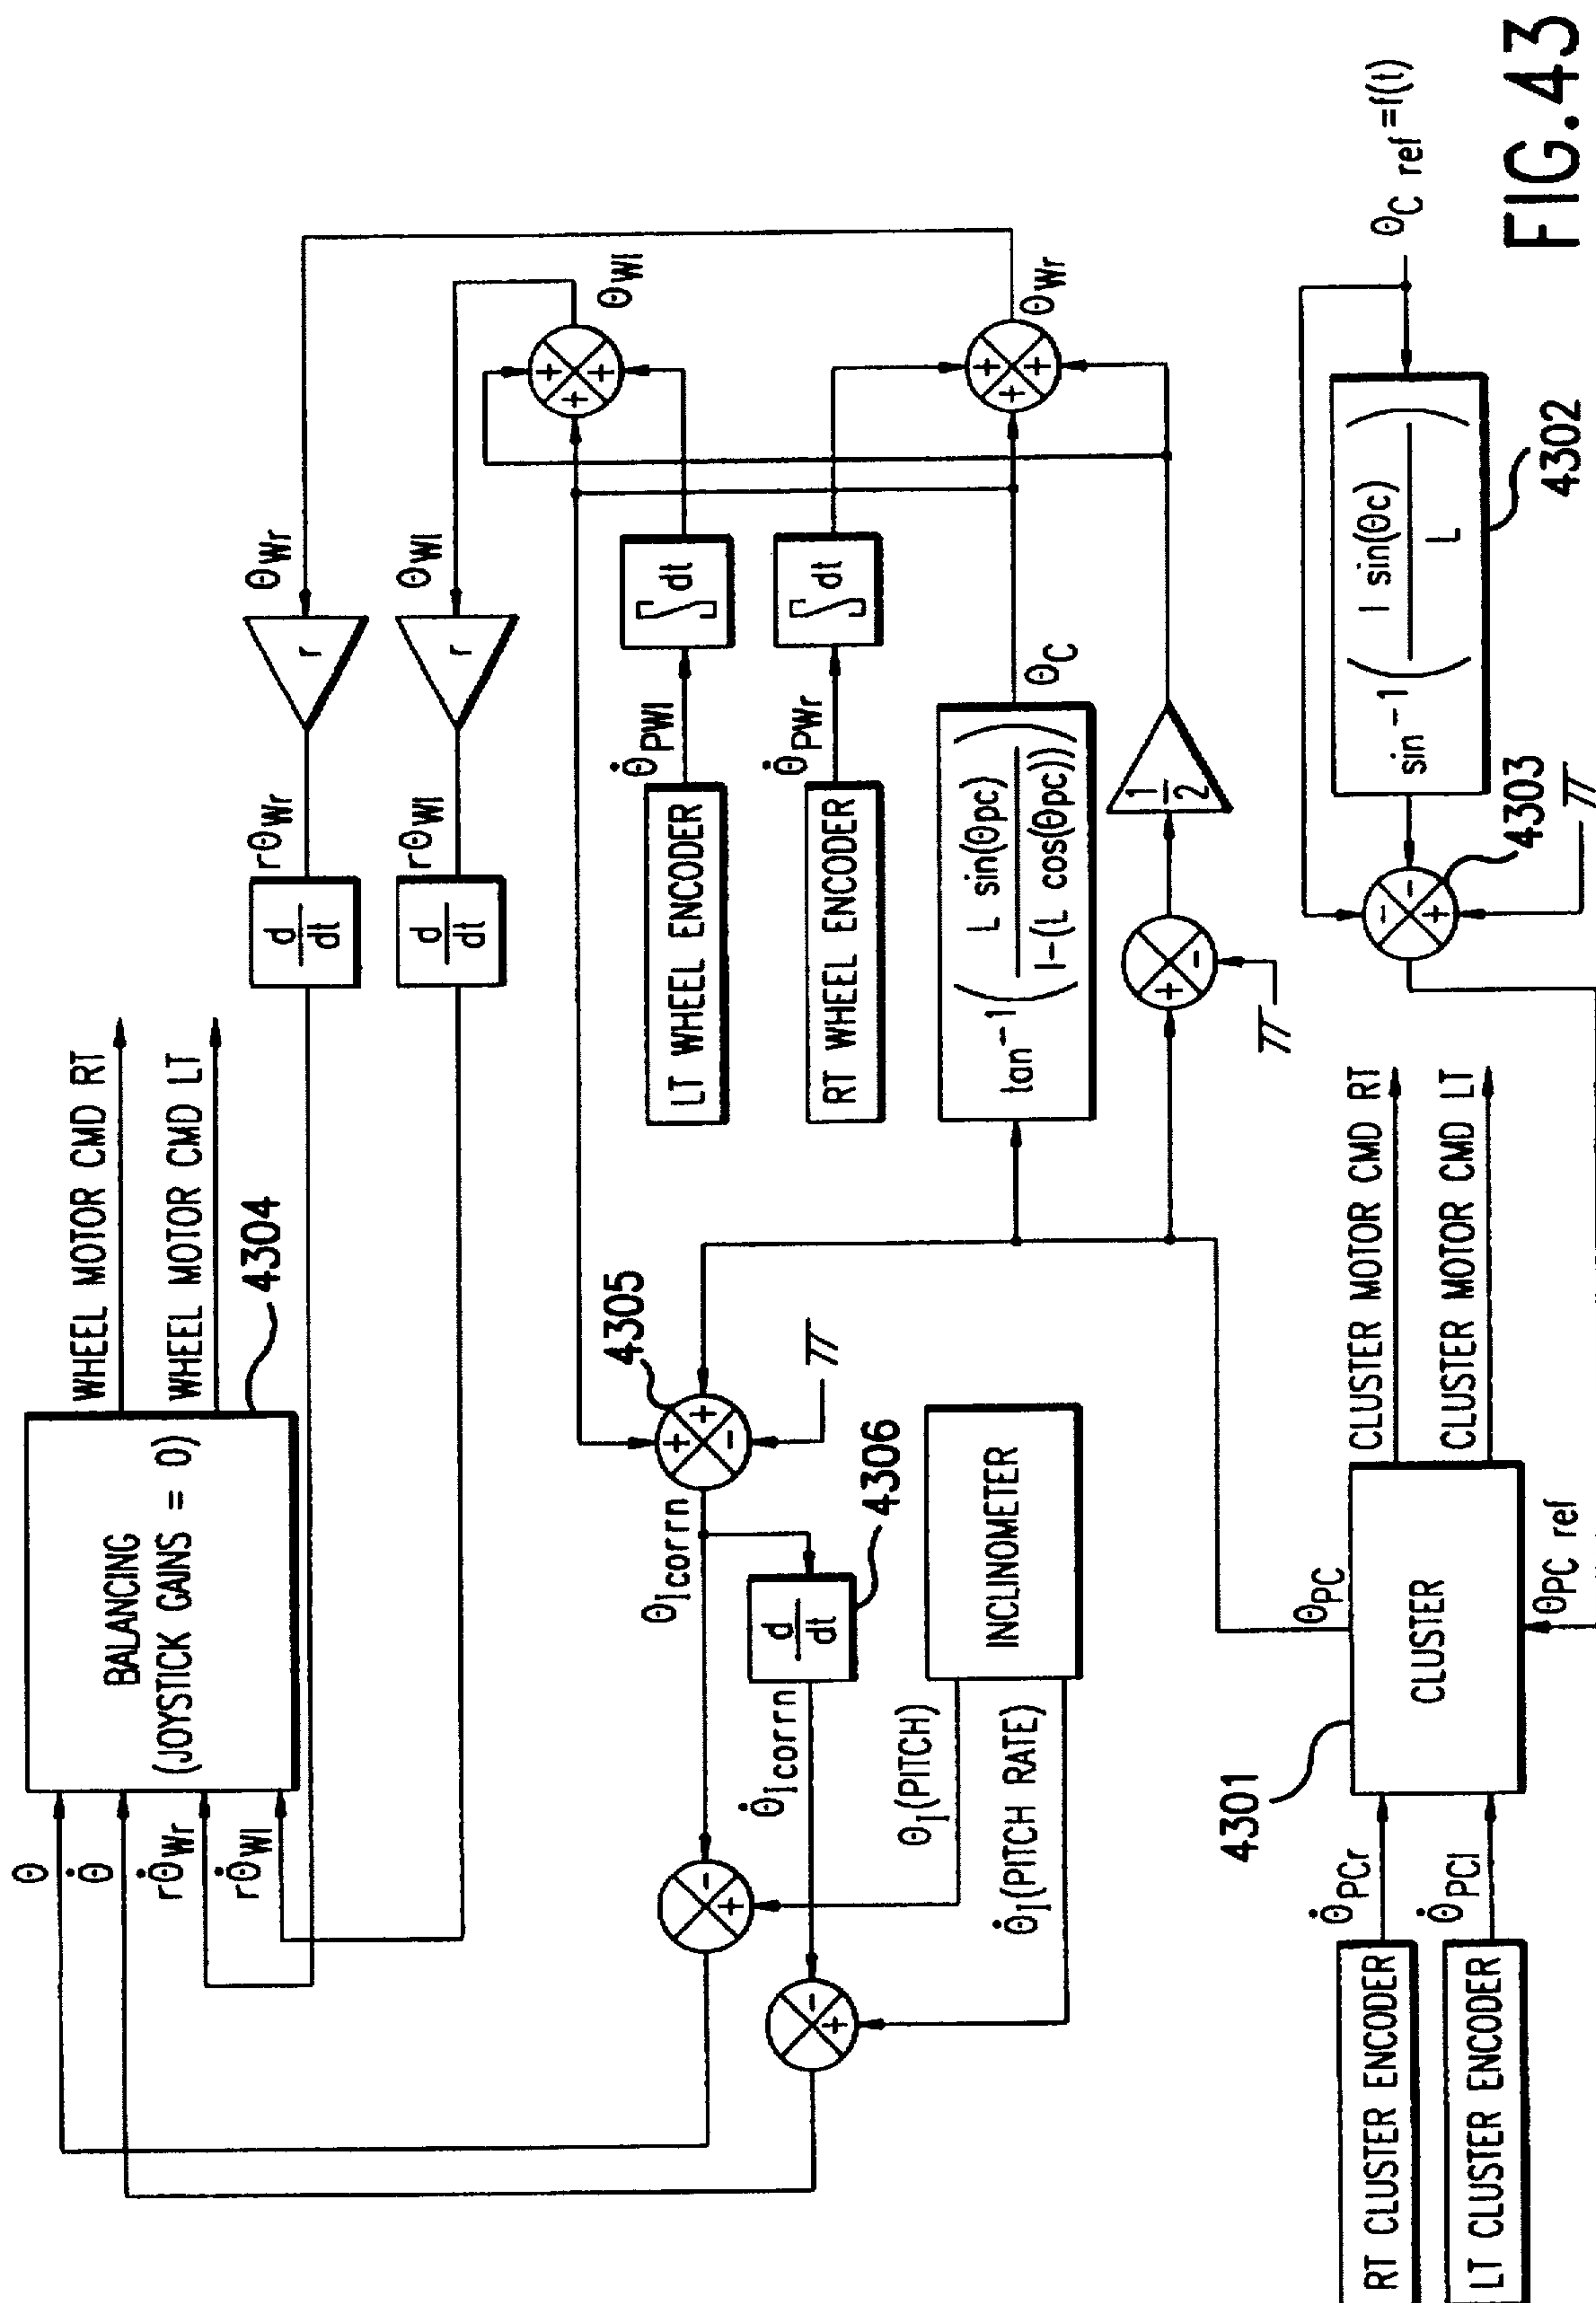 θ
θ̇
rθ̇Wr
rθ̇Wl
BALANCING
(JOYSTICK GAINS = 0)
WHEEL MOTOR CMD RT
WHEEL MOTOR CMD LT
4304
d
dt
rθWr
r
θWr
d
dt
rθWl
r
θWl
θIcorrn
+
+
-
4305
π
-
+
θ̇Icorrn
d
dt
4306
-
+
θI(PITCH)
θ̇I(PITCH RATE)
INCLINOMETER
LT WHEEL ENCODER
θ̇PWl
∫ dt
+
+
+
θWl
RT WHEEL ENCODER
θ̇PWr
∫ dt
tan⁻¹ ( L sin(θpc)
l-(L cos(θpc)) )
θC
+
+
+
θWr
+
-
π
1
2
RT CLUSTER ENCODER
LT CLUSTER ENCODER
θ̇PCr
θ̇PCl
4301
CLUSTER
θPC
θPC ref
CLUSTER MOTOR CMD RT
CLUSTER MOTOR CMD LT
-
-
+
4303
π
sin⁻¹ ( l sin(θc)
L )
4302
θC ref =f(t)
FIG.43